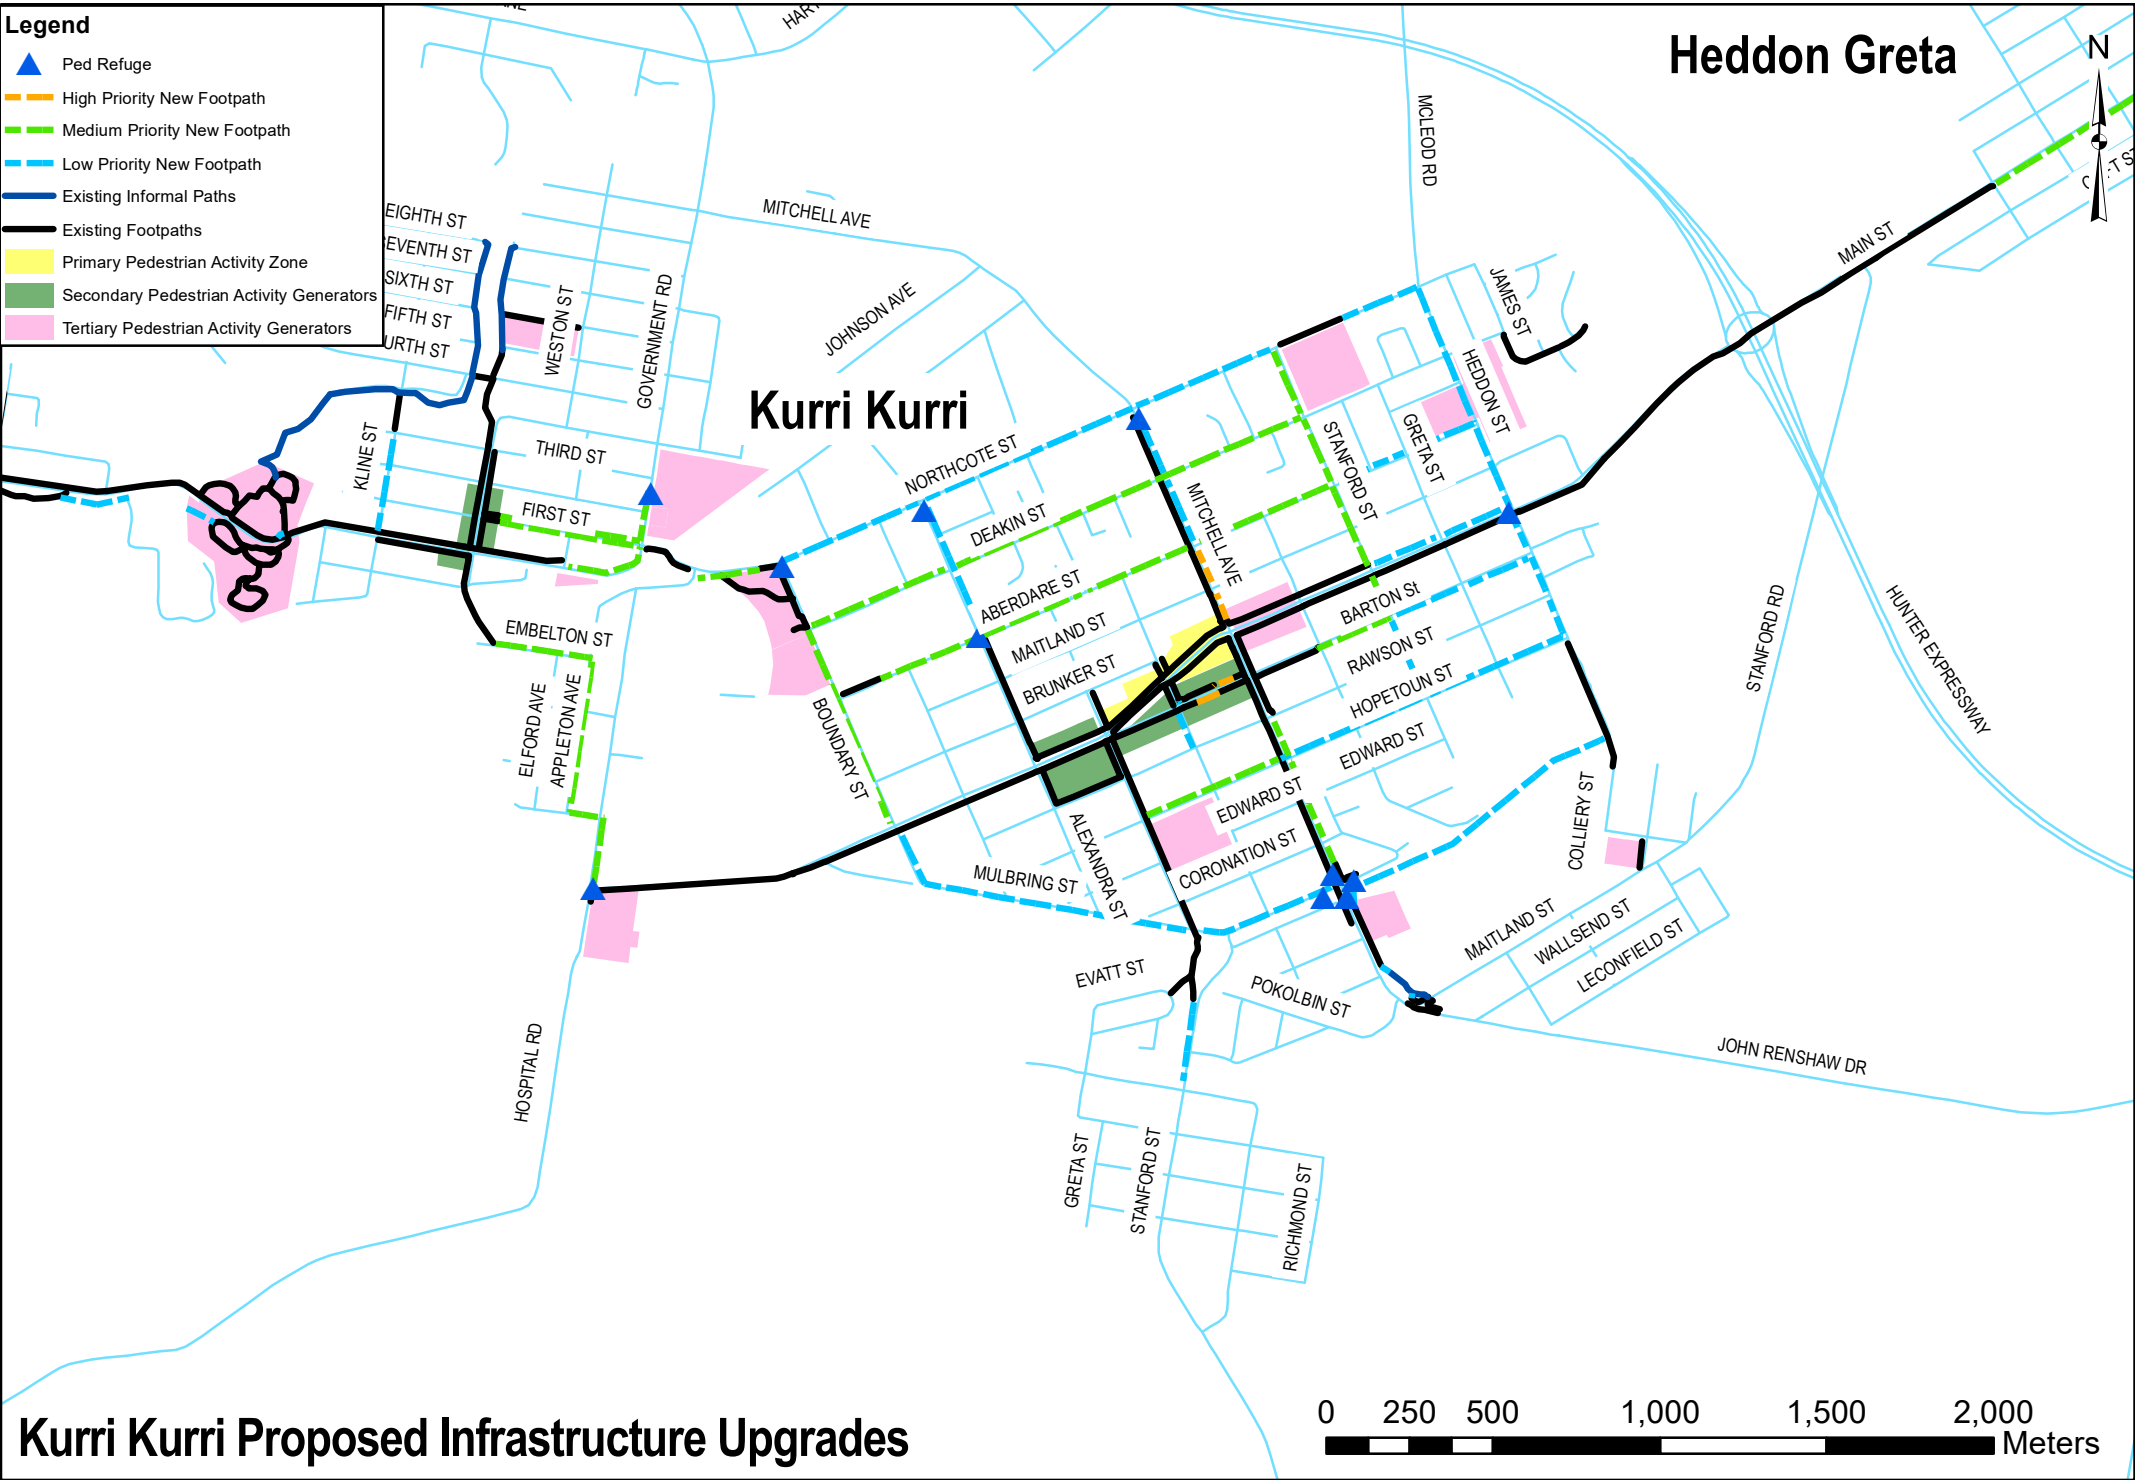 Legend
Ped Refuge
High Priority New Footpath
Medium Priority New Footpath
Low Priority New Footpath
Existing Informal Paths
Existing Footpaths
Primary Pedestrian Activity Zone
Secondary Pedestrian Activity Generators
Tertiary Pedestrian Activity Generators
Heddon Greta
N
MCLEOD RD
MAIN ST
EIGHTH ST
SEVENTH ST
SIXTH ST
FIFTH ST
URTH ST
MITCHELL AVE
WESTON ST
GOVERNMENT RD
JOHNSON AVE
JAMES ST
HEDDON ST
Kurri Kurri
KLINE ST
THIRD ST
FIRST ST
NORTHCOTE ST
DEAKIN ST
MITCHELL AVE
STANFORD ST
GRETA ST
ABERDARE ST
MAITLAND ST
BRUNKER ST
BARTON St
RAWSON ST
HOPETOUN ST
EDWARD ST
STANFORD RD
HUNTER EXPRESSWAY
EMBELTON ST
ELFORD AVE
APPLETON AVE
BOUNDARY ST
EDWARD ST
CORONATION ST
ALEXANDRA ST
MULBRING ST
COLLIERY ST
MAITLAND ST
WALLSEND ST
LECONFIELD ST
EVATT ST
POKOLBIN ST
HOSPITAL RD
JOHN RENSHAW DR
GRETA ST
STANFORD ST
RICHMOND ST
Kurri Kurri Proposed Infrastructure Upgrades
0 250 500 1,000 1,500 2,000
Meters